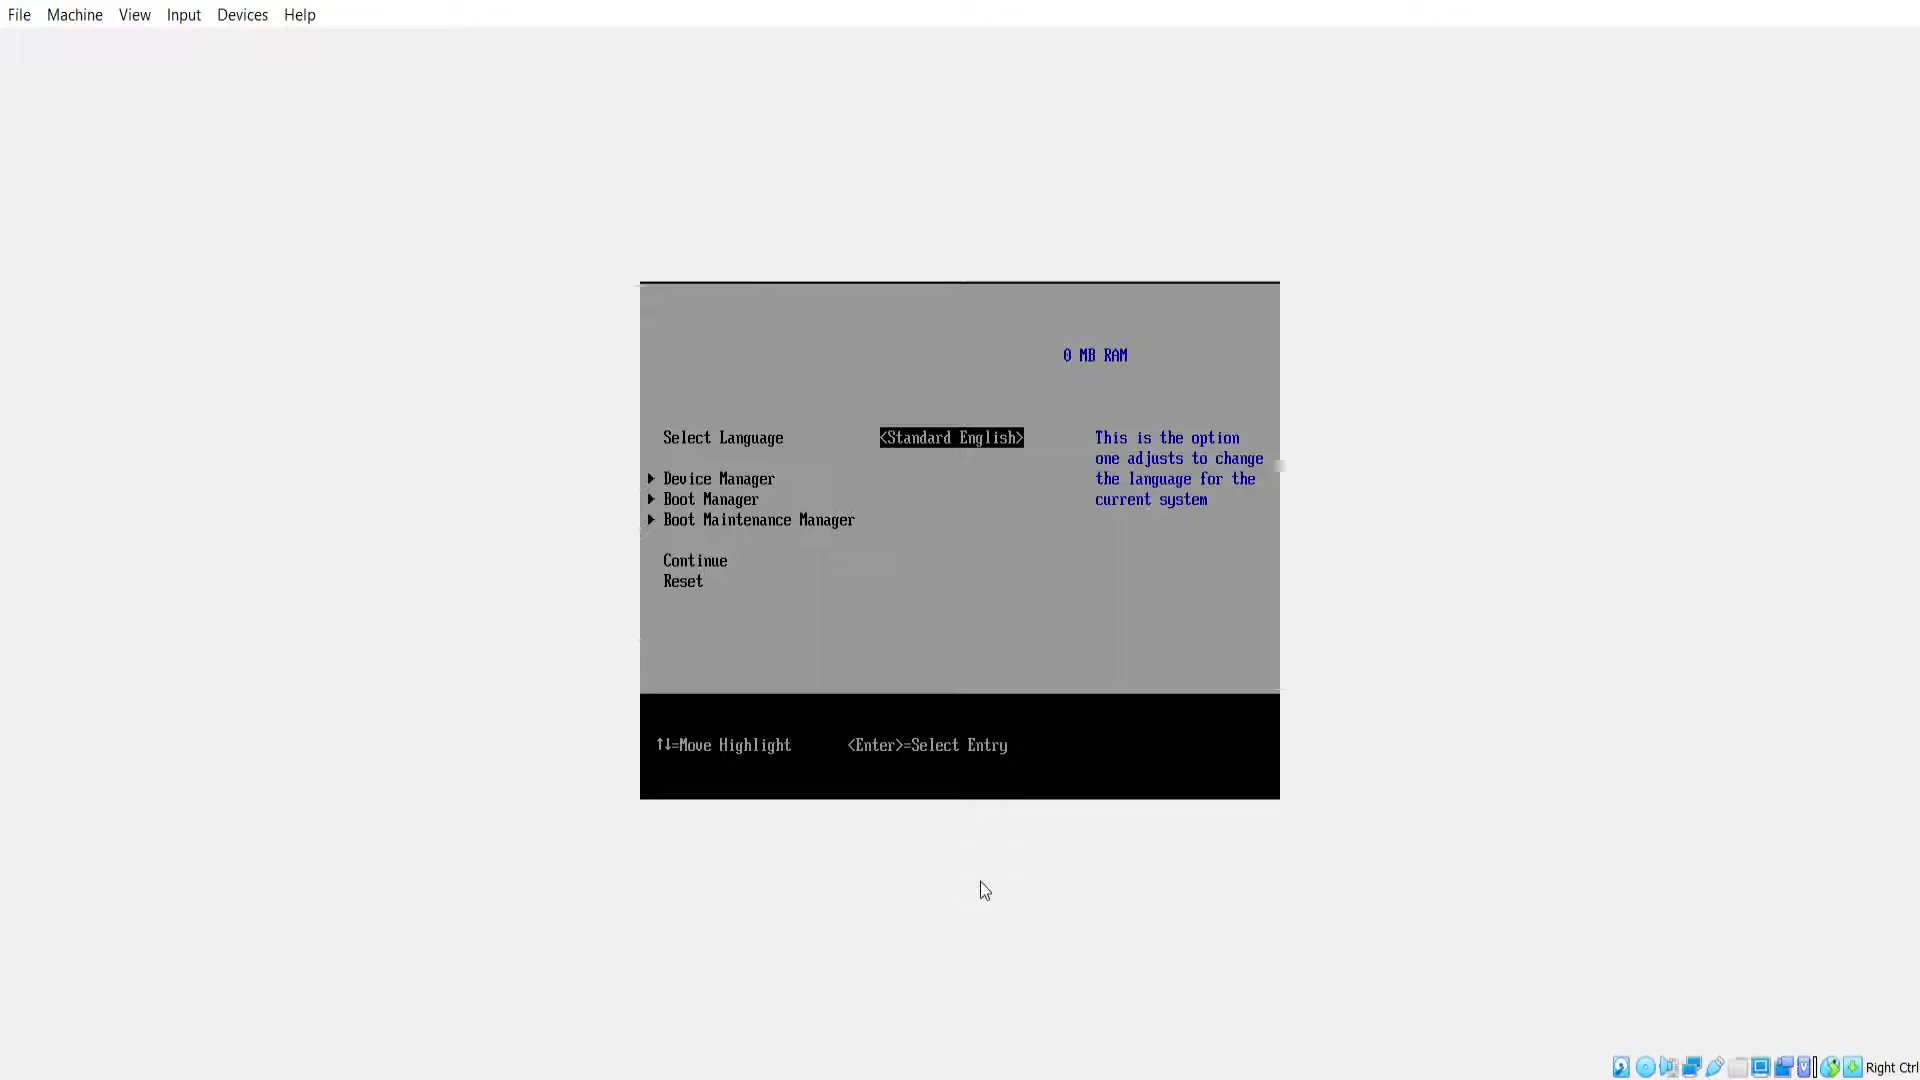 File Machine View Input Devices Help
0 MB RAM
Select Language <Standard English> This is the option
one adjusts to change
Device Manager the language for the
Boot Manager current system
Boot Maintenance Manager
Continue
Reset
↑↓=Move Highlight <Enter>=Select Entry
Right Ctrl